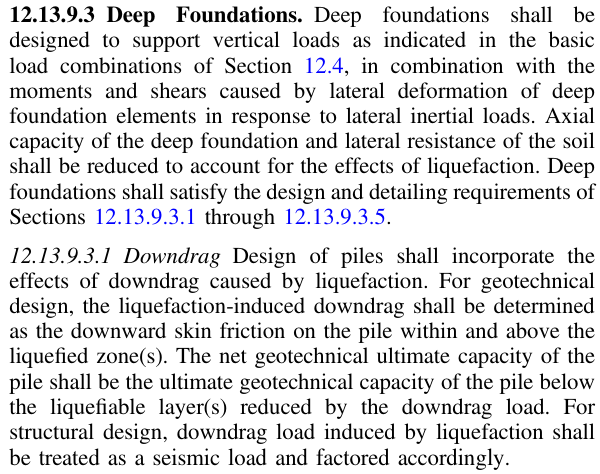 12.13.9.3 Deep Foundations. Deep foundations shall be
designed to support vertical loads as indicated in the basic
load combinations of Section 12.4, in combination with the
moments and shears caused by lateral deformation of deep
foundation elements in response to lateral inertial loads. Axial
capacity of the deep foundation and lateral resistance of the soil
shall be reduced to account for the effects of liquefaction. Deep
foundations shall satisfy the design and detailing requirements of
Sections 12.13.9.3.1 through 12.13.9.3.5.
12.13.9.3.1 Downdrag Design of piles shall incorporate the
effects of downdrag caused by liquefaction. For geotechnical
design, the liquefaction-induced downdrag shall be determined
as the downward skin friction on the pile within and above the
liquefied zone(s). The net geotechnical ultimate capacity of the
pile shall be the ultimate geotechnical capacity of the pile below
the liquefiable layer(s) reduced by the downdrag load. For
structural design, downdrag load induced by liquefaction shall
be treated as a seismic load and factored accordingly.